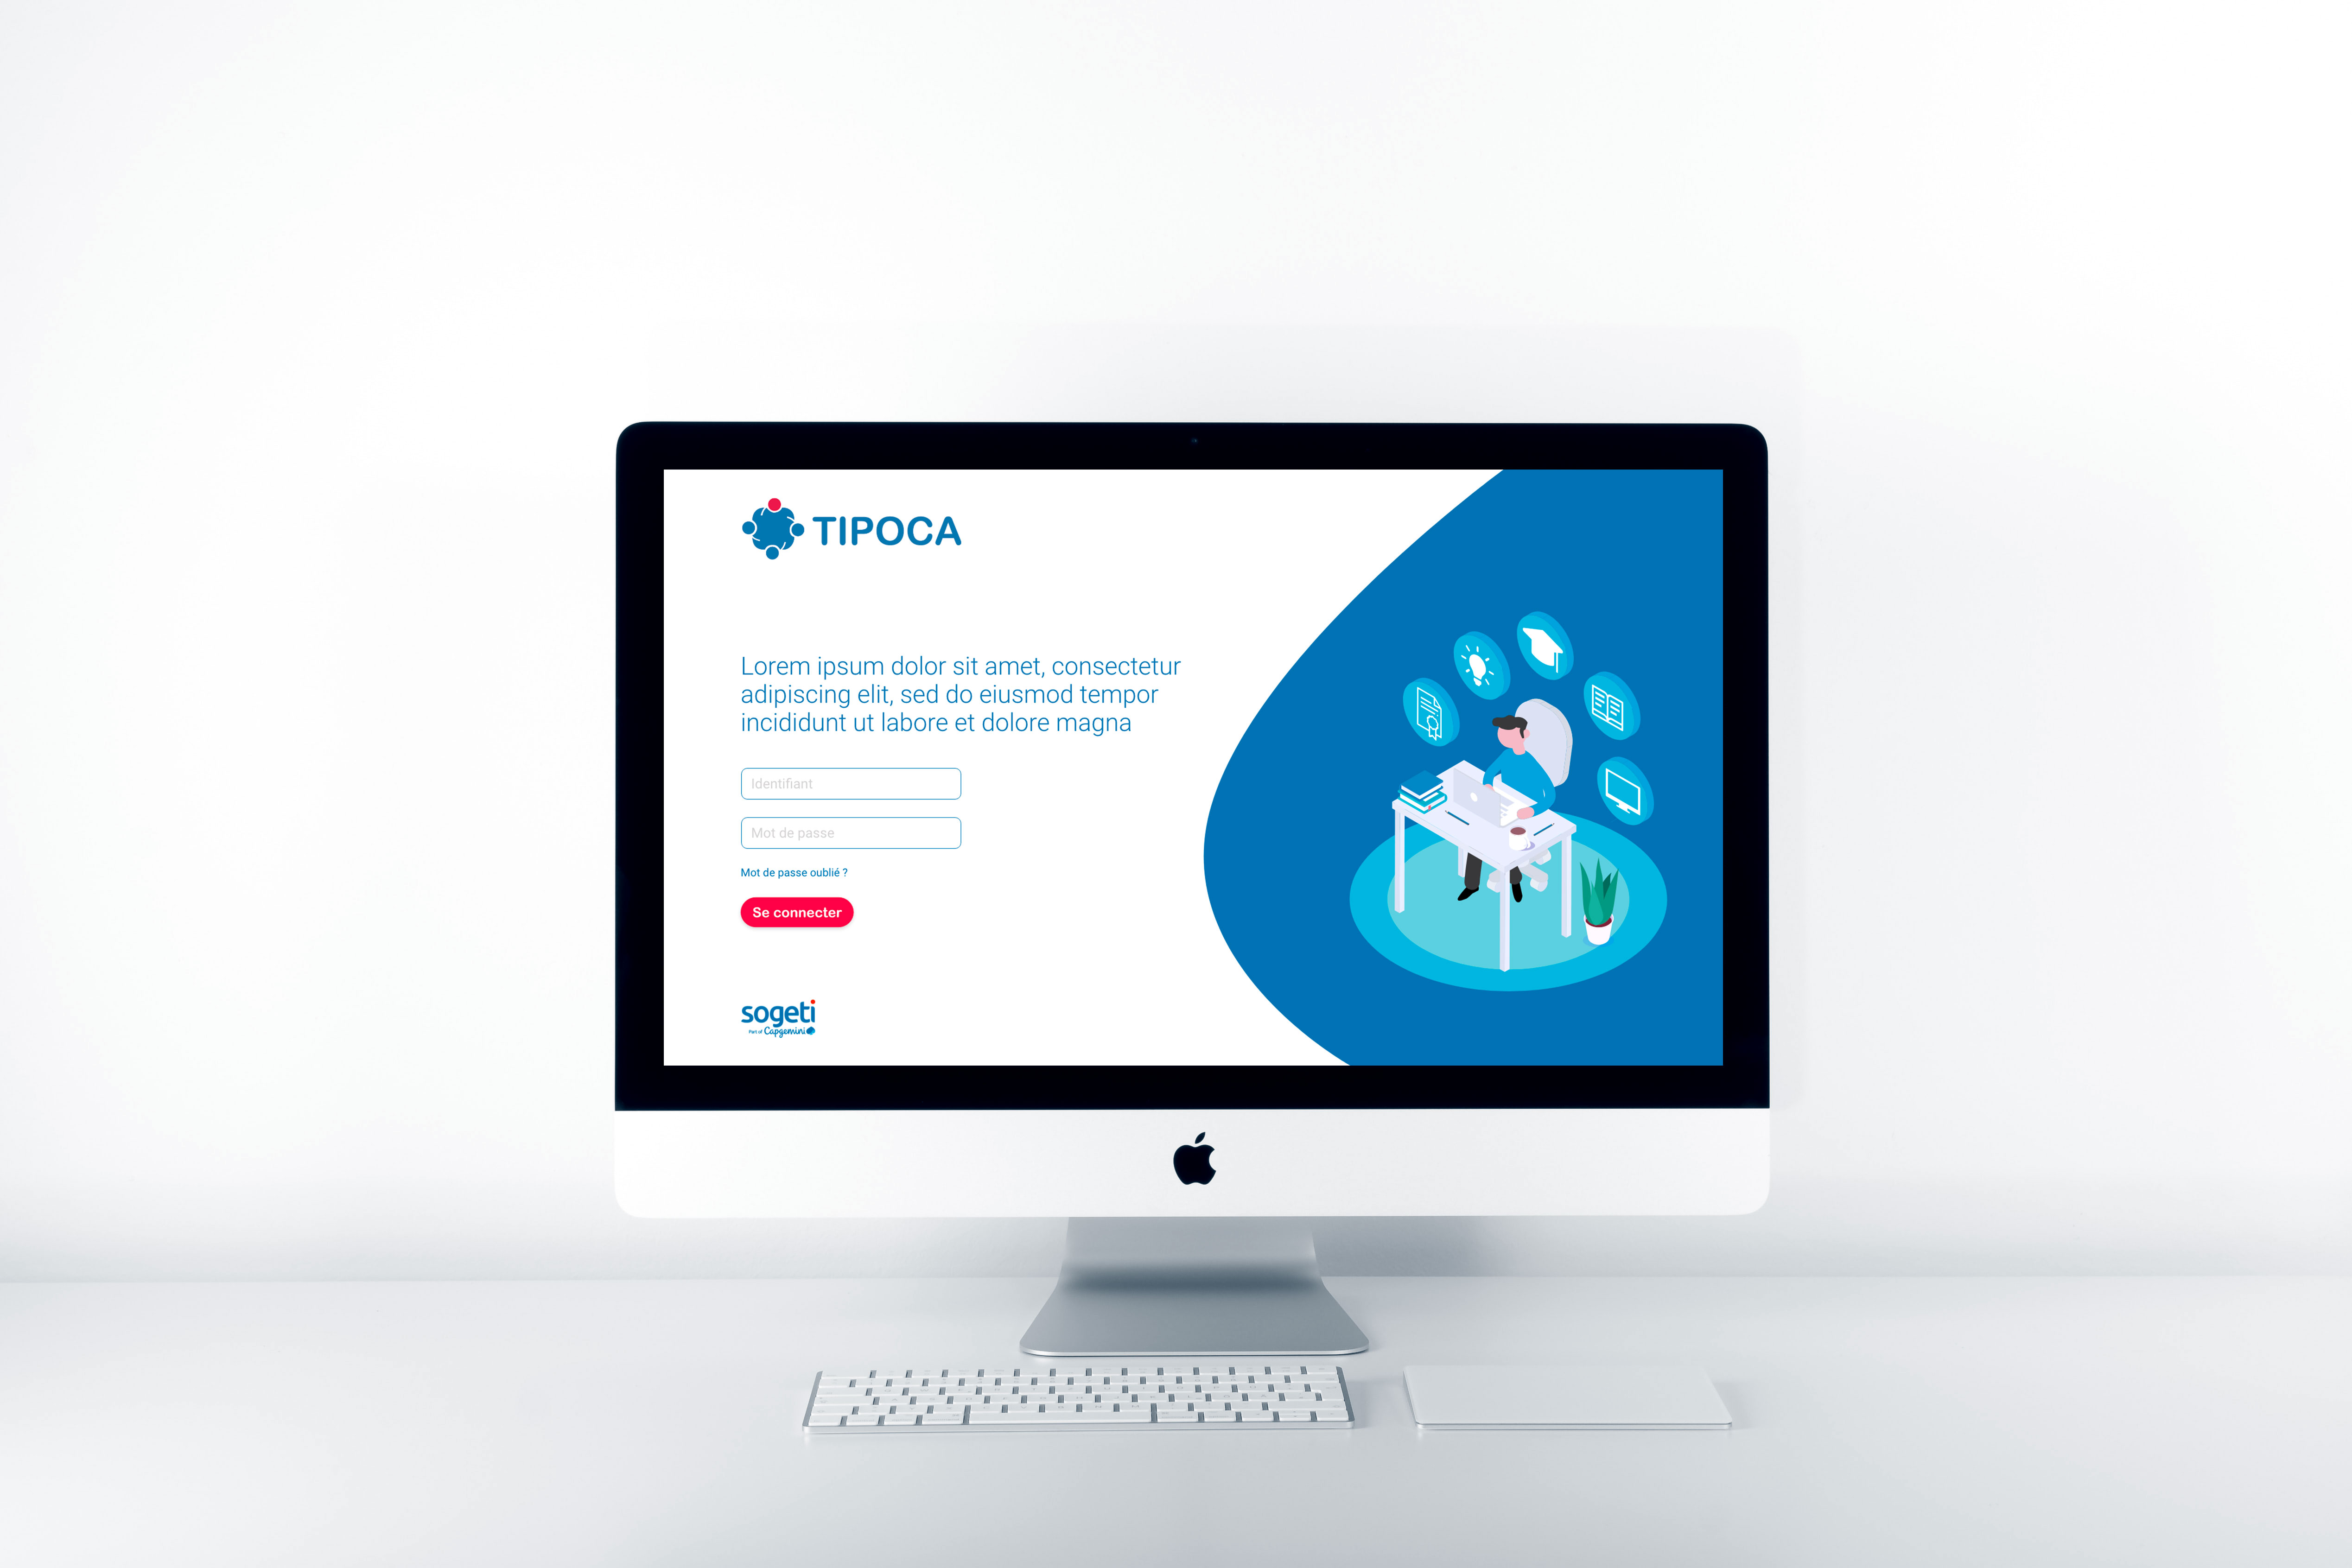 TIPOCA
Lorem ipsum dolor sit amet, consectetur
adipiscing elit, sed do eiusmod tempor
incididunt ut labore et dolore magna
Identifiant
Mot de passe
Mot de passe oublié ?
Se connecter
sogeti
Part of Capgemini